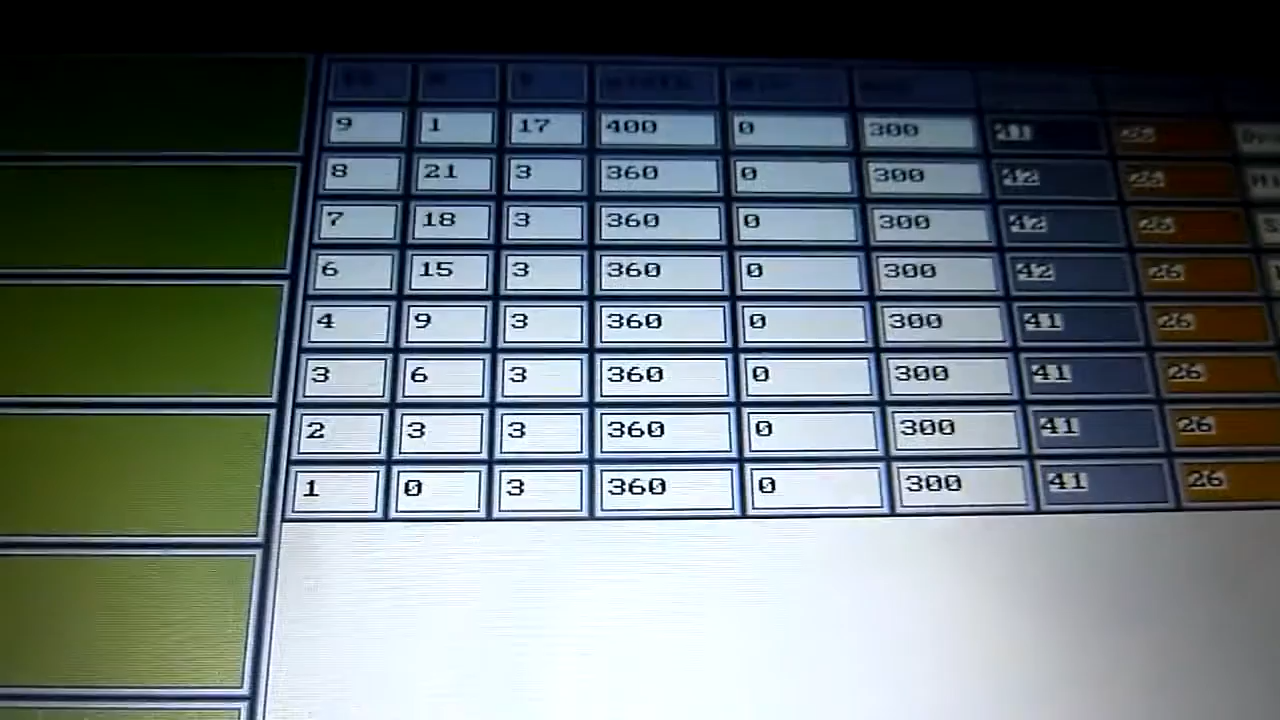 9 1 17 400 0 300 41 26
8 21 3 360 0 300 42 26
7 18 3 360 0 300 42 26
6 15 3 360 0 300 42 26
4 9 3 360 0 300 41 26
3 6 3 360 0 300 41 26
2 3 3 360 0 300 41 26
1 0 3 360 0 300 41 26